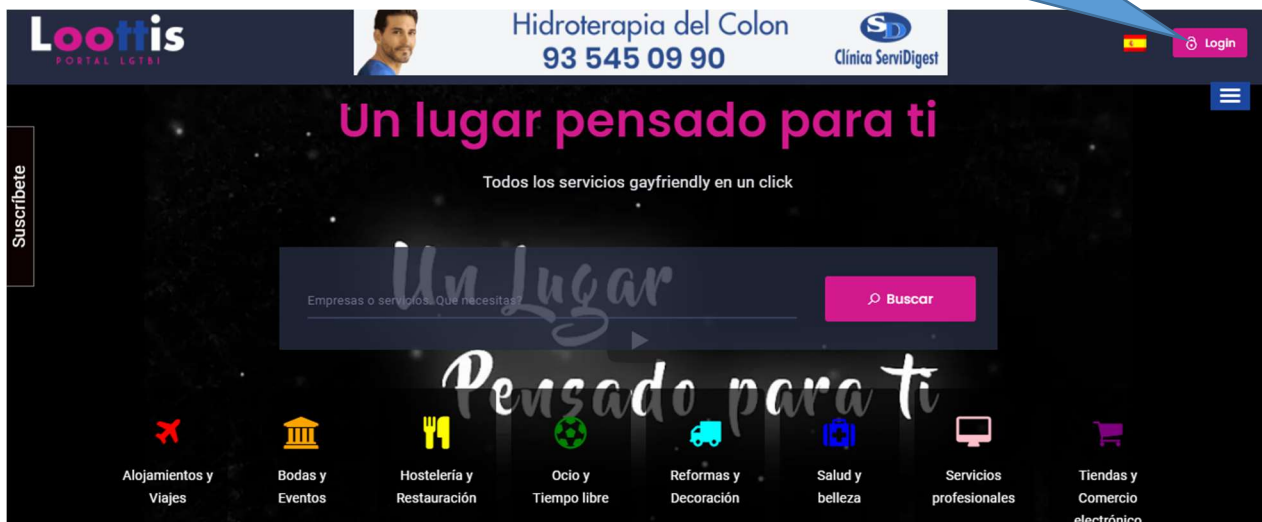 Loottis
PORTAL LGTBI
Hidroterapia del Colon
93 545 09 90
SD
Clínica ServiDigest
Login
Un lugar pensado para ti
Suscríbete
Todos los servicios gayfriendly en un click
Un Lugar
Empresas o servicios. Que necesitas?
Buscar
Pensado para ti
Alojamientos y
Viajes
Bodas y
Eventos
Hostelería y
Restauración
Ocio y
Tiempo libre
Reformas y
Decoración
Salud y
belleza
Servicios
profesionales
Tiendas y
Comercio
electrónico